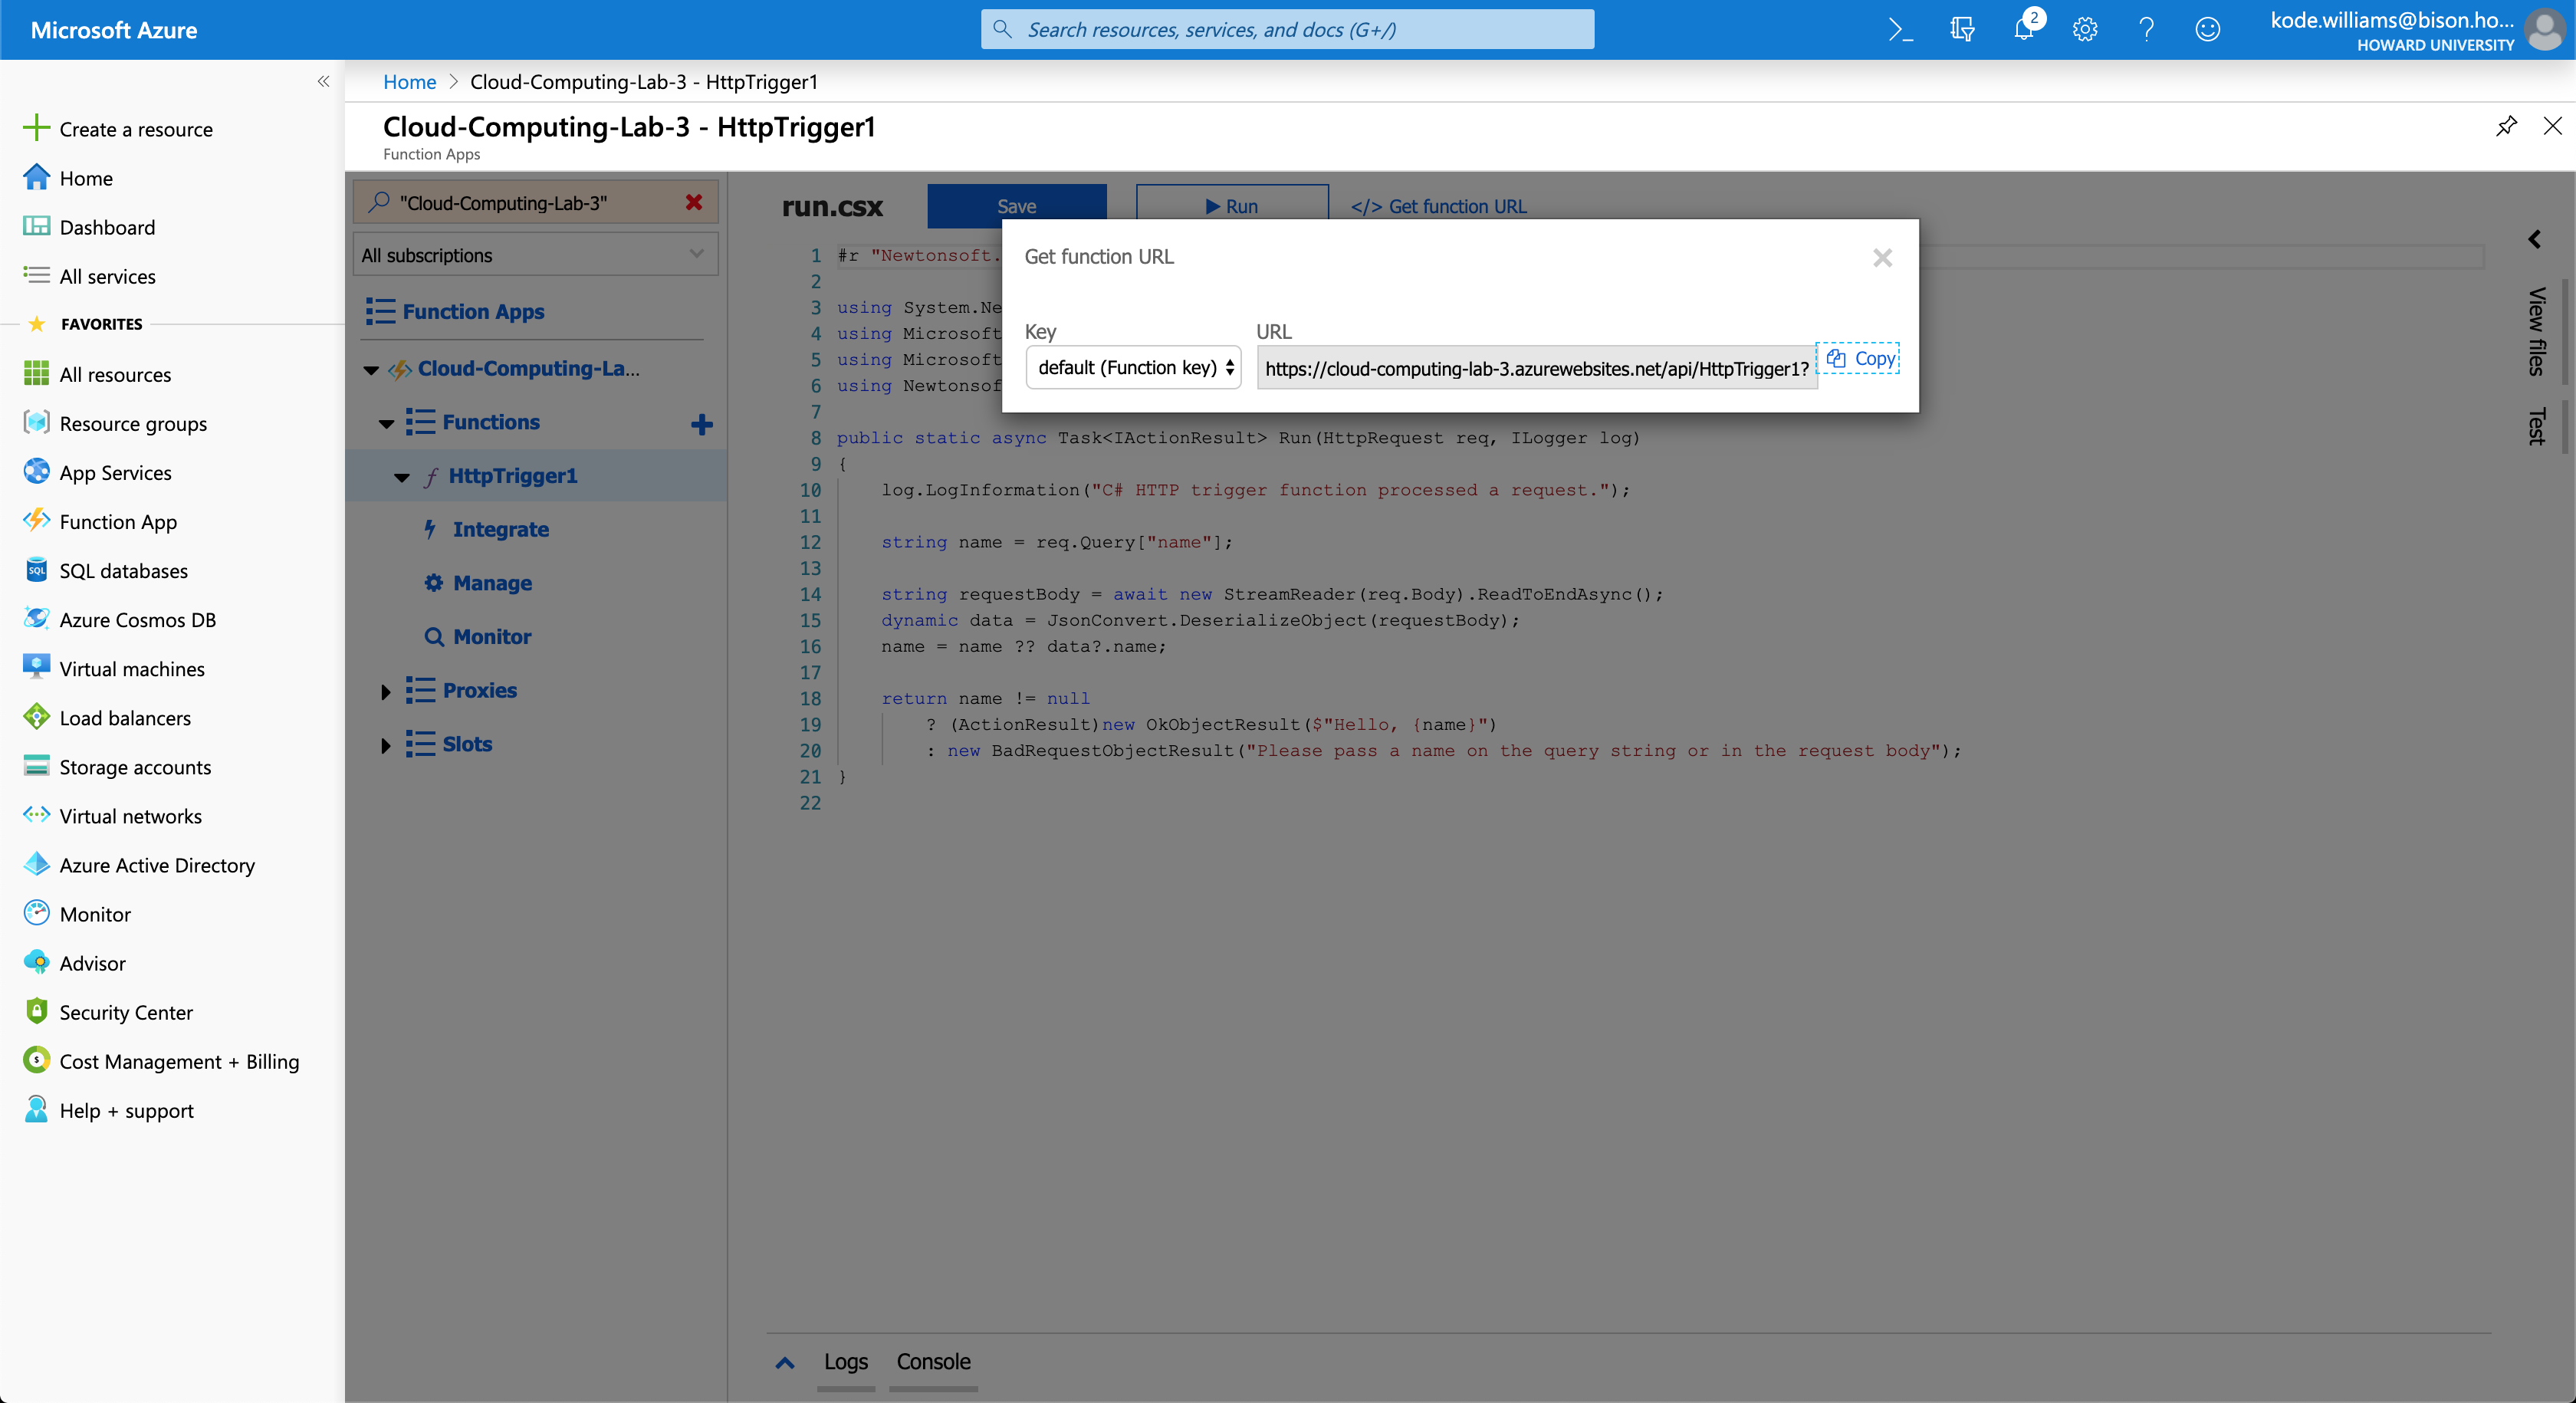 Microsoft Azure
Search resources, services, and docs (G+/)
2
kode.williams@bison.ho...
HOWARD UNIVERSITY
«
Create a resource
Home
Dashboard
All services
FAVORITES
All resources
Resource groups
App Services
Function App
SQL databases
Azure Cosmos DB
Virtual machines
Load balancers
Storage accounts
Virtual networks
Azure Active Directory
Monitor
Advisor
Security Center
Cost Management + Billing
Help + support
Home > Cloud-Computing-Lab-3 - HttpTrigger1
Cloud-Computing-Lab-3 - HttpTrigger1
Function Apps
"Cloud-Computing-Lab-3"
All subscriptions
Function Apps
Cloud-Computing-La...
Functions
HttpTrigger1
Integrate
Manage
Monitor
Proxies
Slots
run.csx
Save
Run
</> Get function URL
Get function URL
Key
URL
default (Function key)
https://cloud-computing-lab-3.azurewebsites.net/api/HttpTrigger1?
Copy
1 #r "Newtonsoft.
2
3 using System.Ne
4 using Microsoft
5 using Microsoft
6 using Newtonsof
7
8 public static async Task<IActionResult> Run(HttpRequest req, ILogger log)
9 {
10 log.LogInformation("C# HTTP trigger function processed a request.");
11
12 string name = req.Query["name"];
13
14 string requestBody = await new StreamReader(req.Body).ReadToEndAsync();
15 dynamic data = JsonConvert.DeserializeObject(requestBody);
16 name = name ?? data?.name;
17
18 return name != null
19 ? (ActionResult)new OkObjectResult($"Hello, {name}")
20 : new BadRequestObjectResult("Please pass a name on the query string or in the request body");
21 }
22
View files
Test
Logs
Console